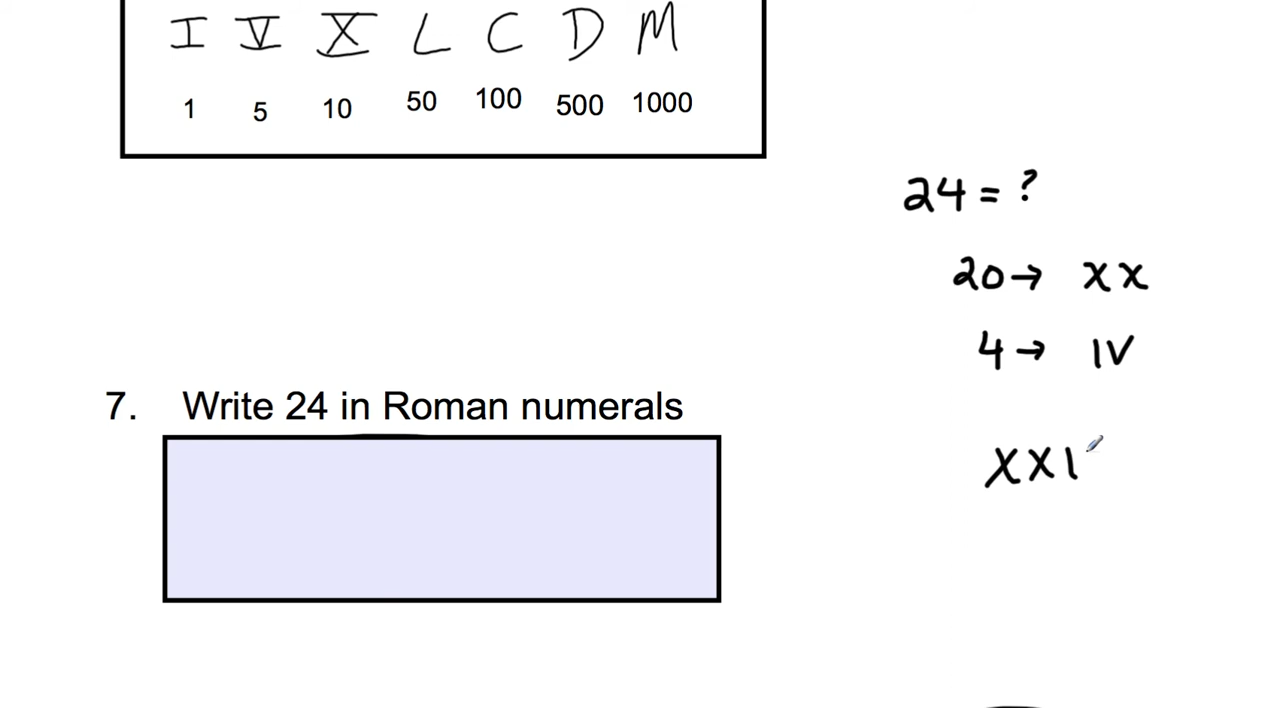 I V X L C D M
1 5 10 50 100 500 1000
24 = ?
20 → XX
4 → IV
7. Write 24 in Roman numerals
XXI